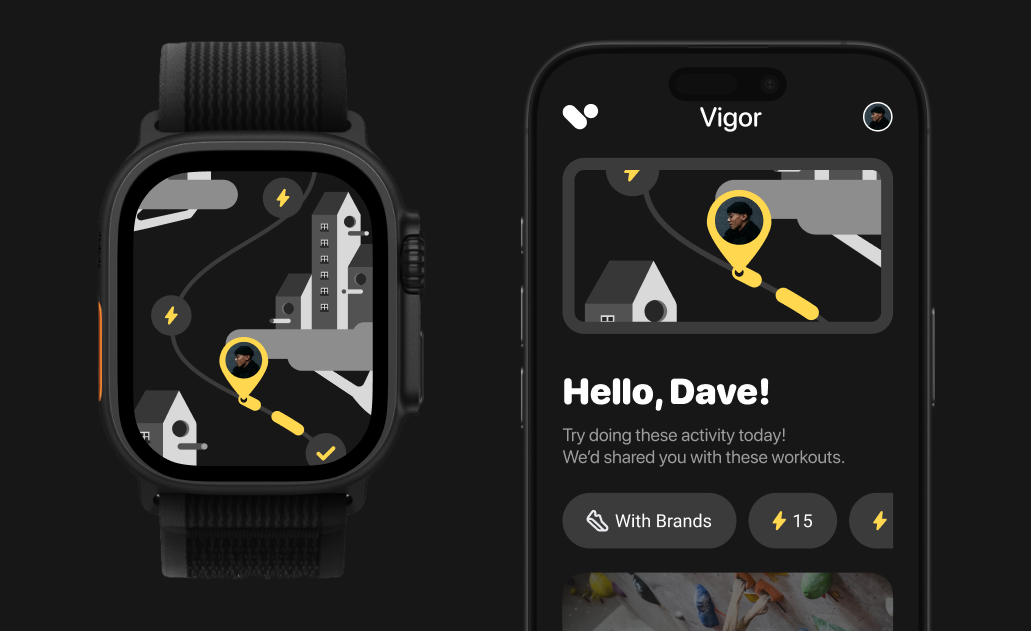 Vigor
Hello, Dave!
Try doing these activity today!
We’d shared you with these workouts.
With Brands
15